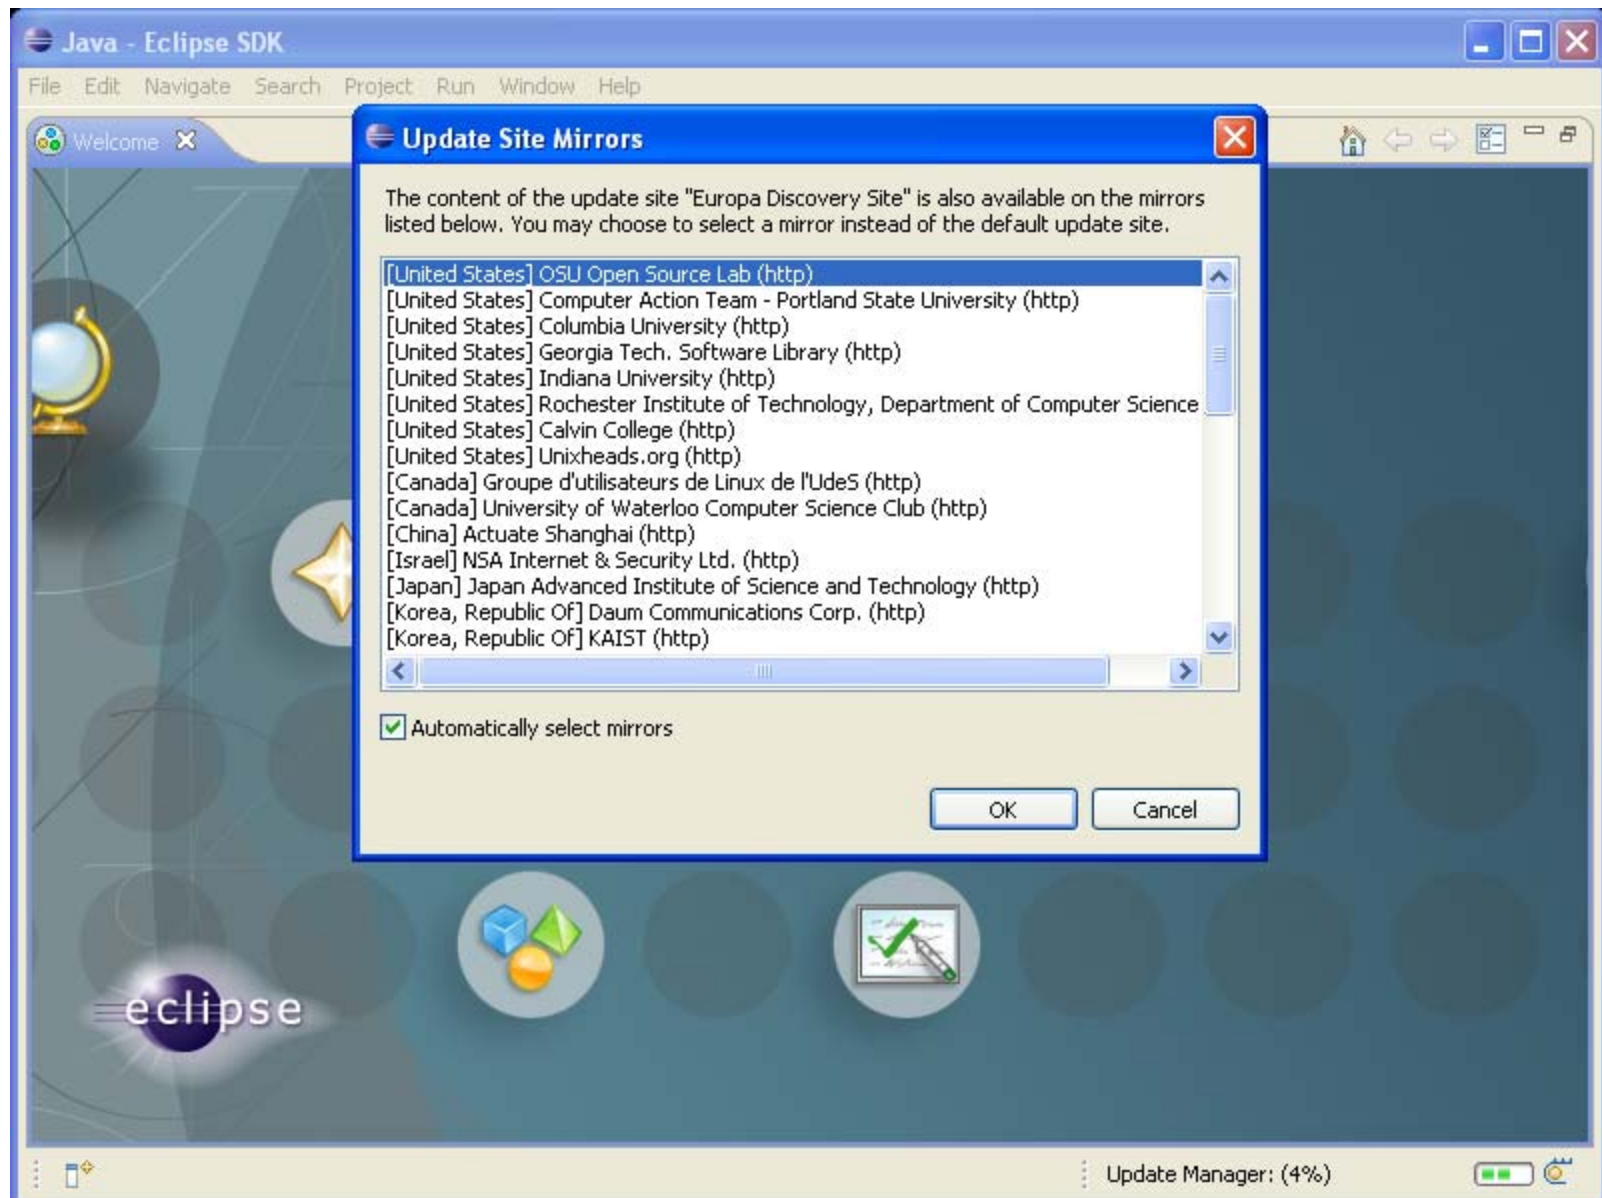 Java - Eclipse SDK
File Edit Navigate Search Project Run Window Help
Welcome
Update Site Mirrors
The content of the update site "Europa Discovery Site" is also available on the mirrors
listed below. You may choose to select a mirror instead of the default update site.
[United States] OSU Open Source Lab (http)
[United States] Computer Action Team - Portland State University (http)
[United States] Columbia University (http)
[United States] Georgia Tech. Software Library (http)
[United States] Indiana University (http)
[United States] Rochester Institute of Technology, Department of Computer Science
[United States] Calvin College (http)
[United States] Unixheads.org (http)
[Canada] Groupe d'utilisateurs de Linux de l'UdeS (http)
[Canada] University of Waterloo Computer Science Club (http)
[China] Actuate Shanghai (http)
[Israel] NSA Internet & Security Ltd. (http)
[Japan] Japan Advanced Institute of Science and Technology (http)
[Korea, Republic Of] Daum Communications Corp. (http)
[Korea, Republic Of] KAIST (http)
Automatically select mirrors
OK Cancel
eclipse
Update Manager: (4%)